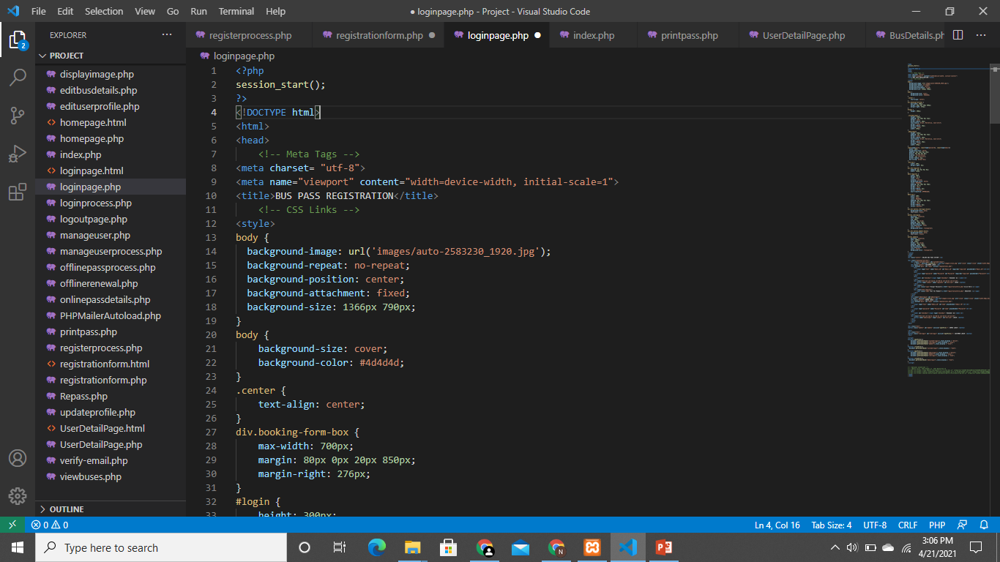 File Edit Selection View Go Run Terminal Help
● loginpage.php - Project - Visual Studio Code
EXPLORER ···
registerprocess.php registrationform.php ● loginpage.php ● index.php printpass.php UserDetailPage.php BusDetails.ph ···
2
PROJECT
displayimage.php
editbusdetails.php
edituserprofile.php
homepage.html
homepage.php
index.php
loginpage.html
loginpage.php
loginprocess.php
logoutpage.php
manageuser.php
manageuserprocess.php
offlinepassprocess.php
offlinerenewal.php
onlinepassdetails.php
PHPMailerAutoload.php
printpass.php
registerprocess.php
registrationform.html
registrationform.php
Repass.php
updateprofile.php
UserDetailPage.html
UserDetailPage.php
verify-email.php
viewbuses.php
OUTLINE
loginpage.php
1 <?php
2 session_start();
3 ?>
4 <!DOCTYPE html>
5 <html>
6 <head>
7 <!-- Meta Tags -->
8 <meta charset= "utf-8">
9 <meta name="viewport" content="width=device-width, initial-scale=1">
10 <title>BUS PASS REGISTRATION</title>
11 <!-- CSS Links -->
12 <style>
13 body {
14 background-image: url('images/auto-2583230_1920.jpg');
15 background-repeat: no-repeat;
16 background-position: center;
17 background-attachment: fixed;
18 background-size: 1366px 790px;
19 }
20 body {
21 background-size: cover;
22 background-color: #4d4d4d;
23 }
24 .center {
25 text-align: center;
26 }
27 div.booking-form-box {
28 max-width: 700px;
29 margin: 80px 0px 20px 850px;
30 margin-right: 276px;
31 }
32 #login {
33 height: 300px;
0 0 Ln 4, Col 16 Tab Size: 4 UTF-8 CRLF PHP
Type here to search
3:06 PM
4/21/2021